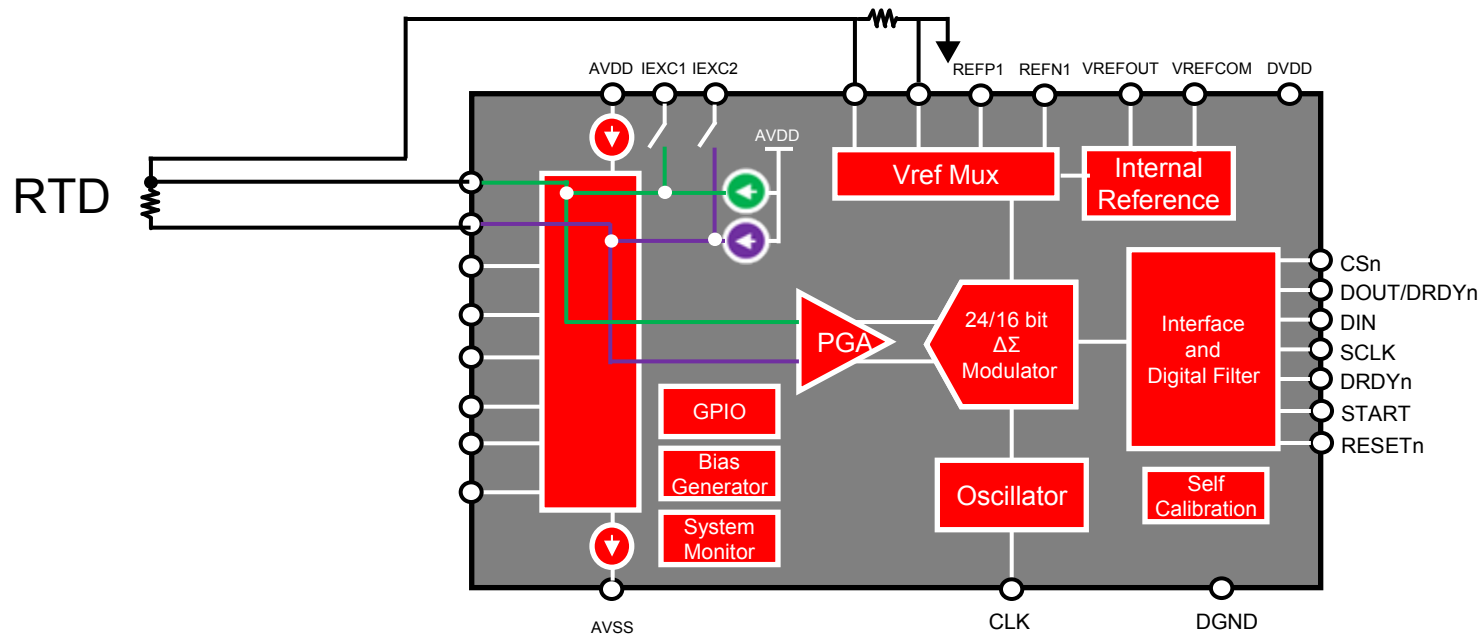 AVDD
IEXC1
IEXC2
REFP1
REFN1
VREFOUT
VREFCOM
DVDD
AVDD
Vref Mux
Internal
Reference
RTD
CSn
DOUT/DRDYn
DIN
SCLK
DRDYn
START
RESETn
PGA
24/16 bit
ΔΣ
Modulator
Interface
and
Digital Filter
GPIO
Bias
Generator
System
Monitor
Oscillator
Self
Calibration
AVSS
CLK
DGND